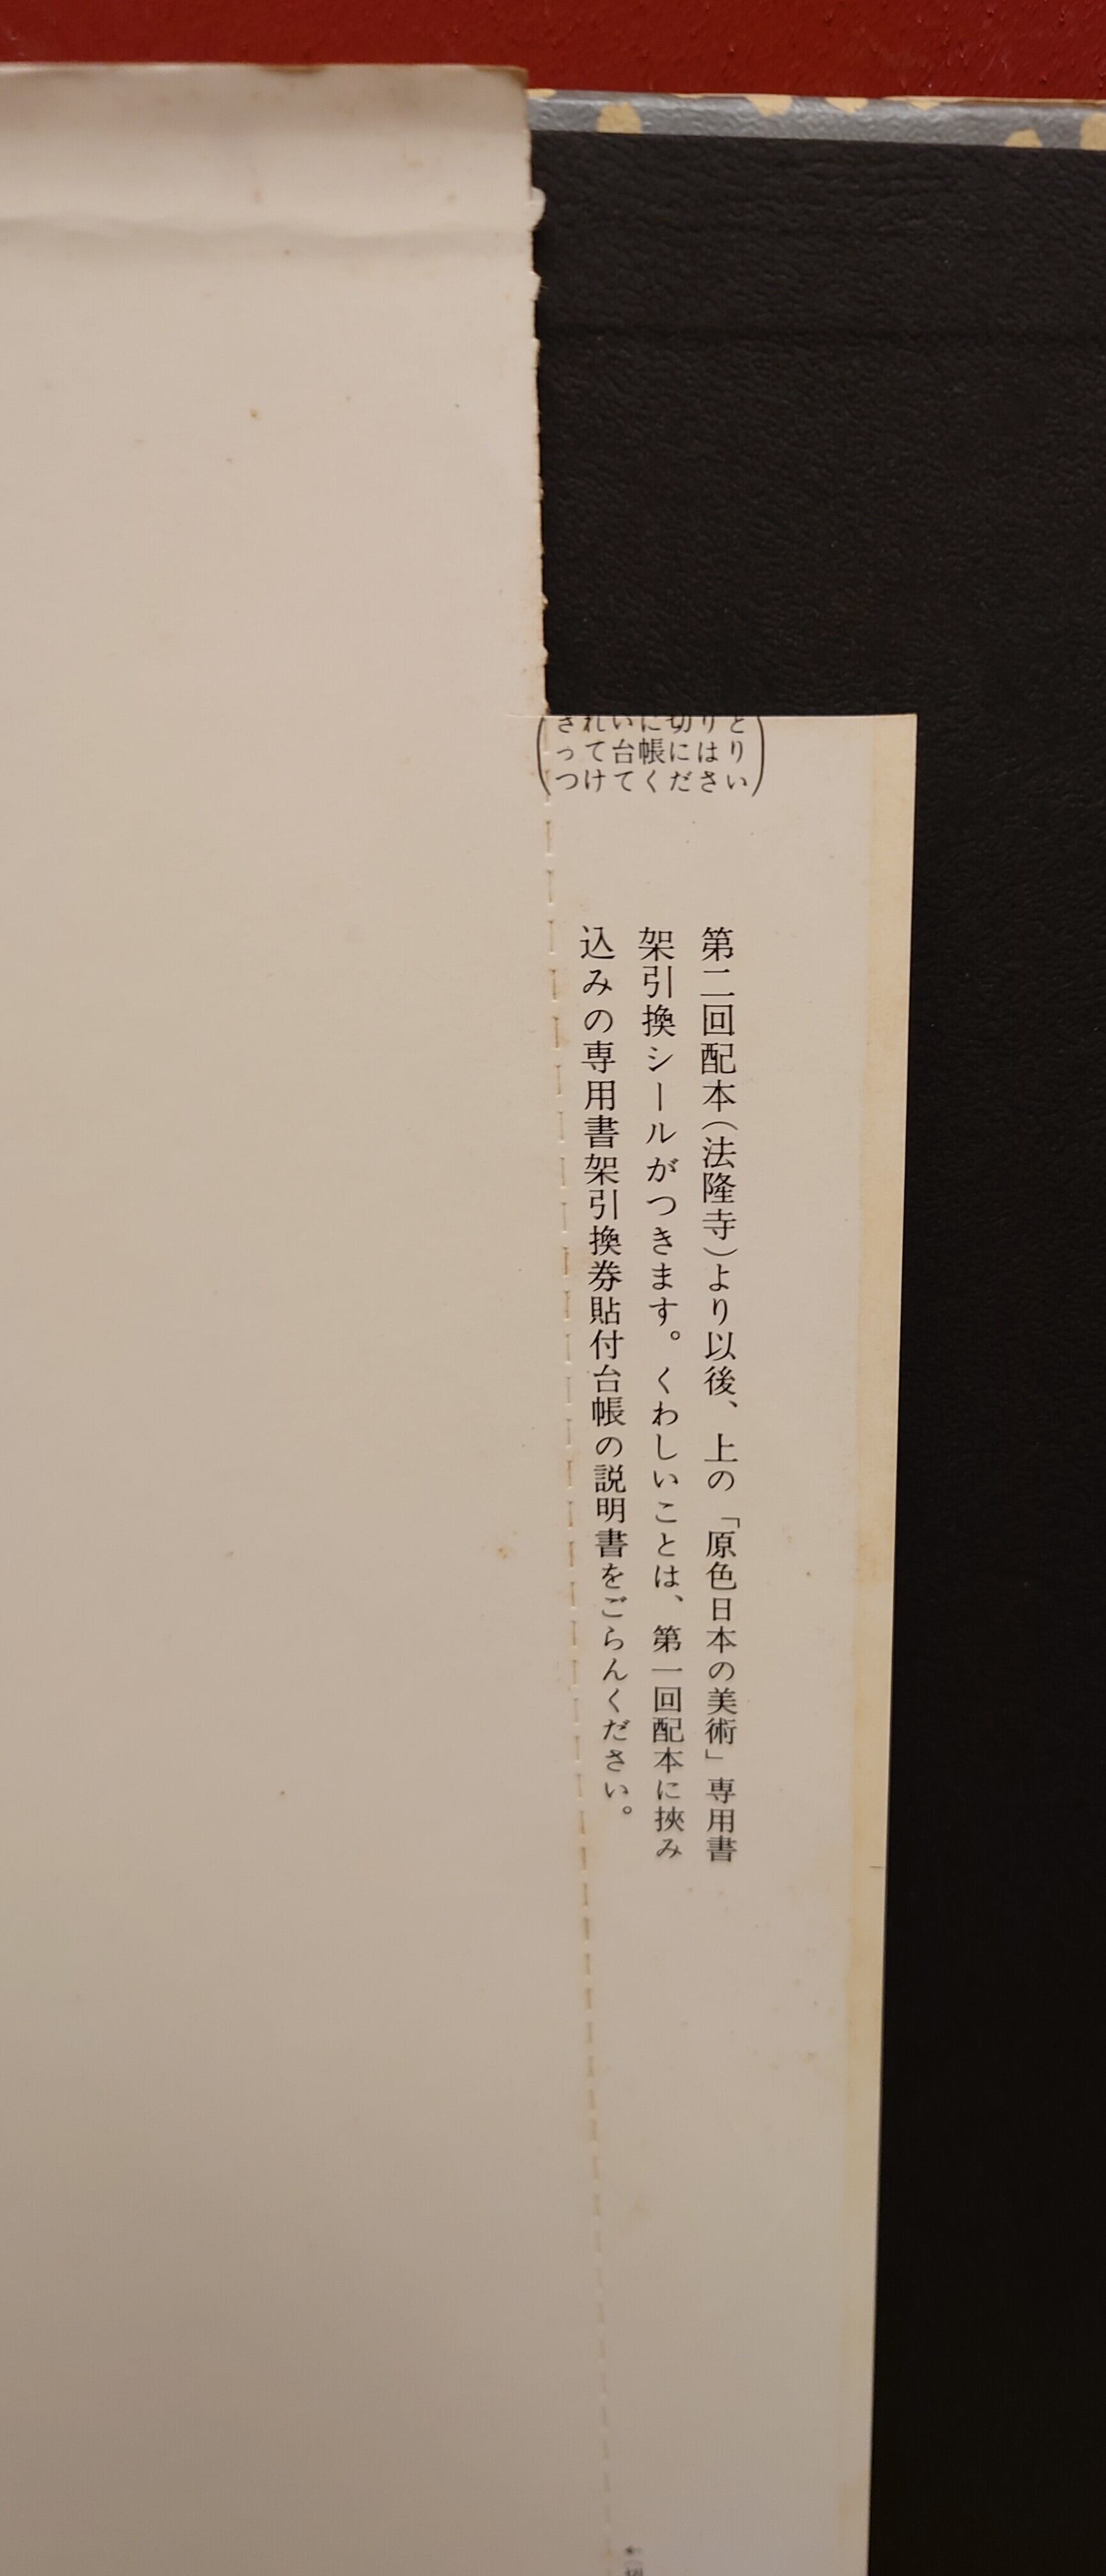 きれいに切りと
って台帳にはり
つけてください
第二回配本(法隆寺)より以後、上の「原色日本の美術」専用書
架引換シールがつきます。くわしいことは、第一回配本に挾み
込みの専用書架引換券貼付台帳の説明書をごらんください。